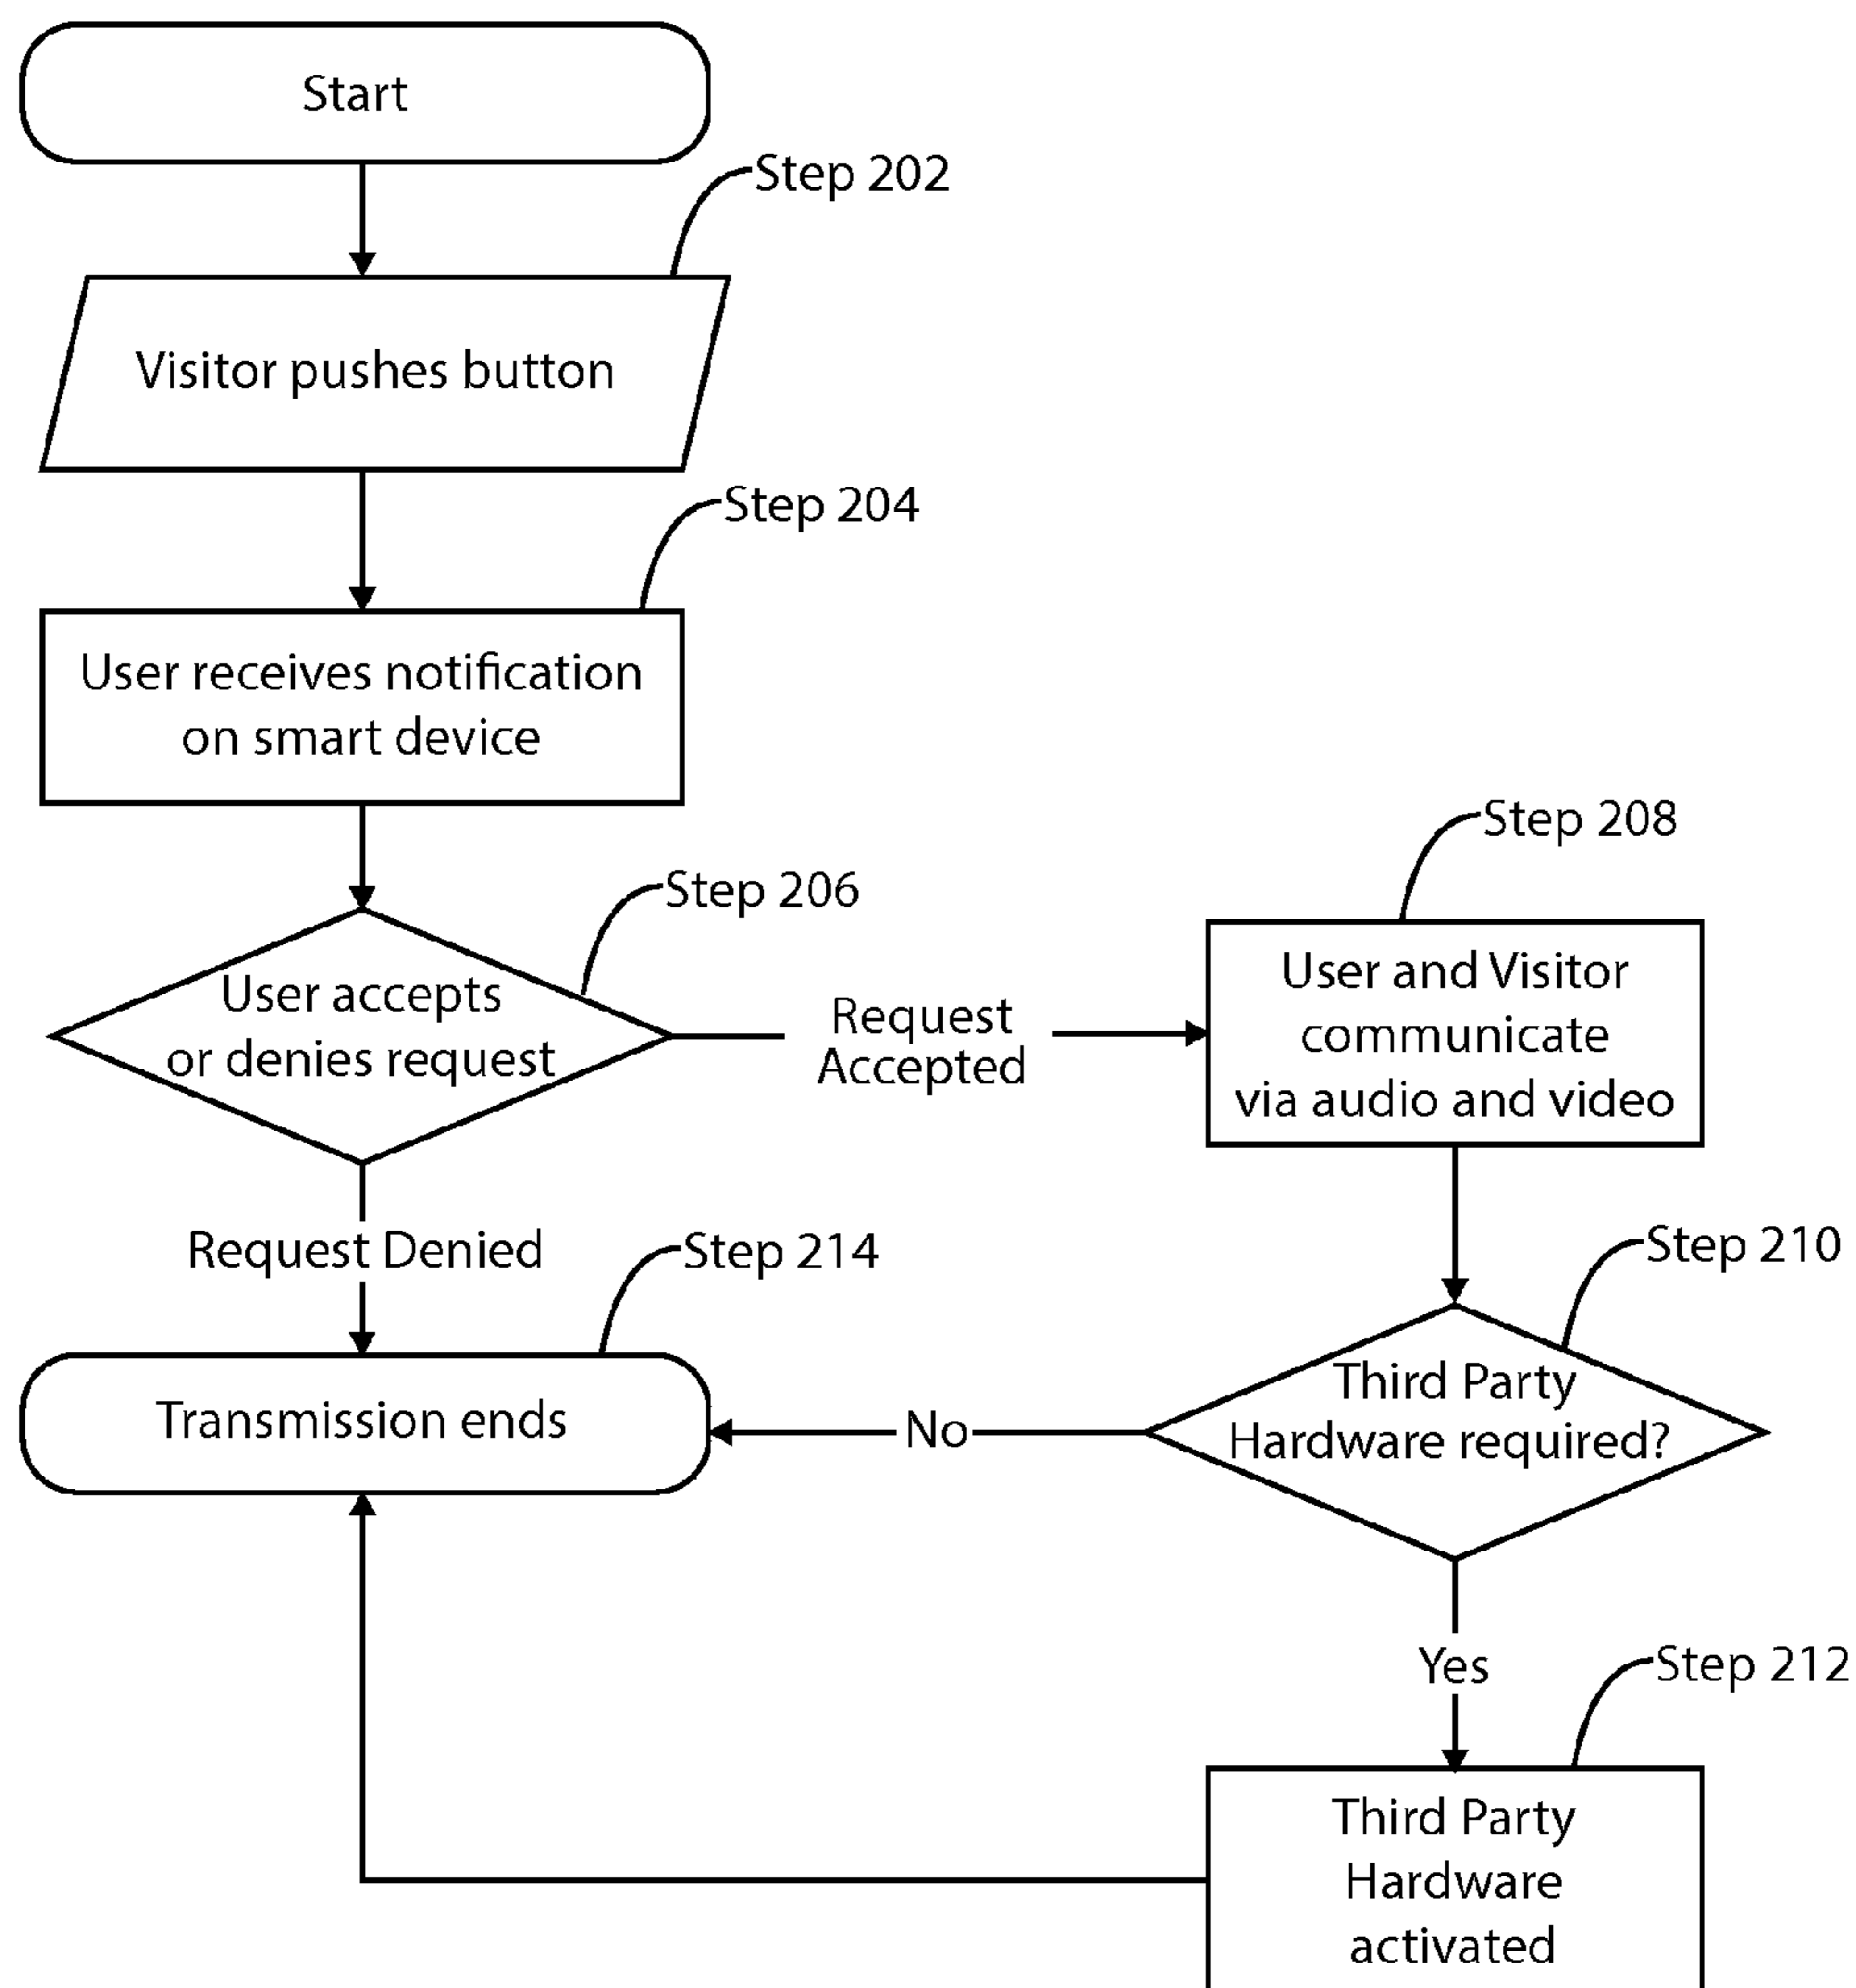 Start
Step 202
Visitor pushes button
Step 204
User receives notification
on smart device
Step 206
User accepts
or denies request
Request
Accepted
Step 208
User and Visitor
communicate
via audio and video
Request Denied
Step 214
Transmission ends
No
Step 210
Third Party
Hardware required?
Yes
Step 212
Third Party
Hardware
activated